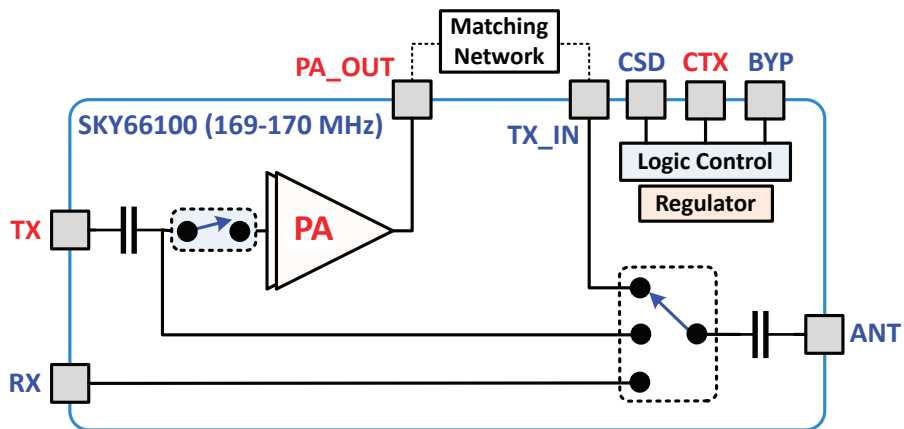 Matching
Network
PA_OUT
CSD
CTX
BYP
SKY66100 (169-170 MHz)
TX_IN
Logic Control
Regulator
TX
PA
ANT
RX